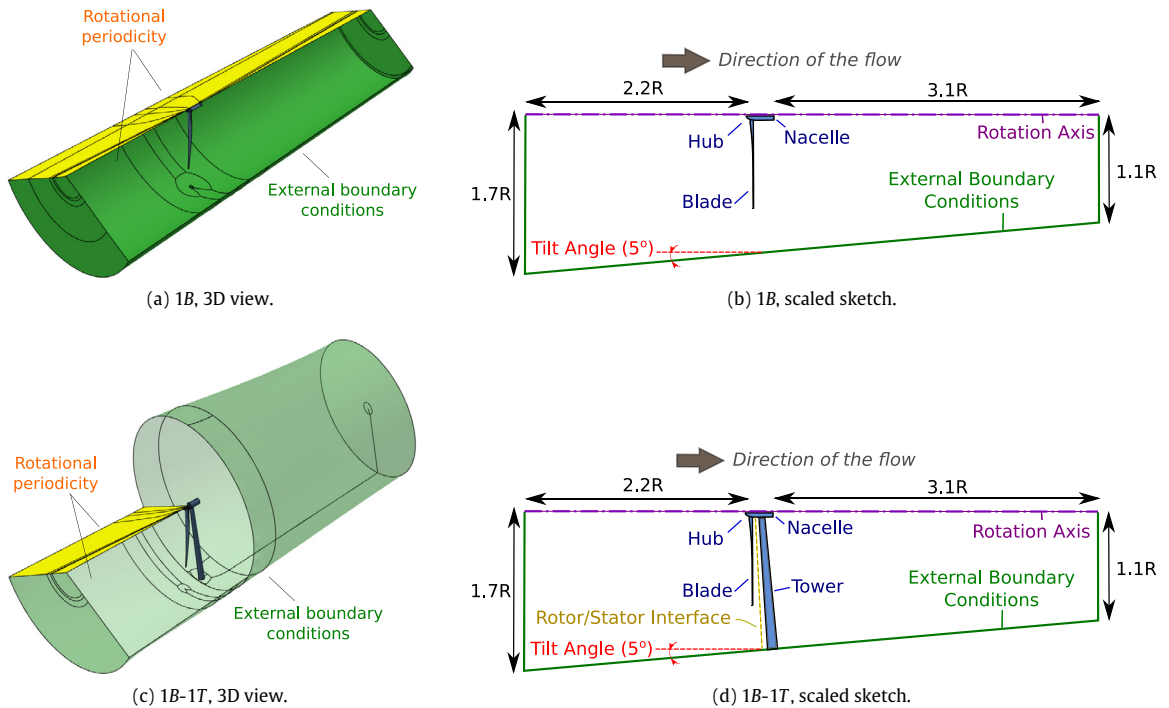 Rotational
periodicity
External boundary
conditions
(a) 1B, 3D view.
Direction of the flow
2.2R
3.1R
Hub
Nacelle
Rotation Axis
1.7R
1.1R
Blade
External Boundary
Conditions
Tilt Angle (5º)
(b) 1B, scaled sketch.
Rotational
periodicity
External boundary
conditions
(c) 1B-1T, 3D view.
Direction of the flow
2.2R
3.1R
Hub
Nacelle
Rotation Axis
1.7R
1.1R
Blade
Tower
External Boundary
Conditions
Rotor/Stator Interface
Tilt Angle (5º)
(d) 1B-1T, scaled sketch.